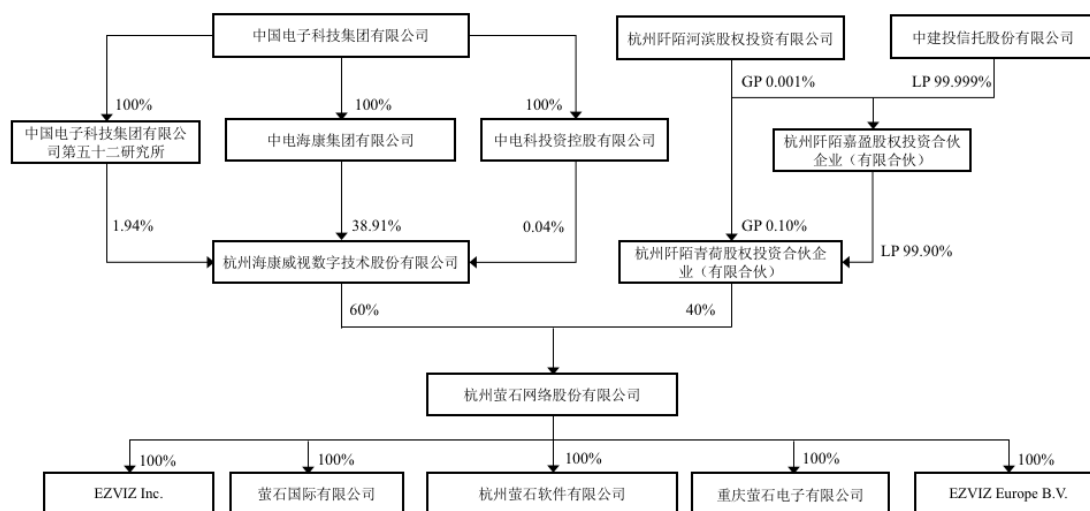 中国电子科技集团有限公司
杭州阡陌河滨股权投资有限公司
中建投信托股份有限公司
GP 0.001%
LP 99.999%
100%
100%
100%
中国电子科技集团有限公
司第五十二研究所
中电海康集团有限公司
中电科投资控股有限公司
杭州阡陌嘉盈股权投资合伙
企业（有限合伙）
1.94%
38.91%
0.04%
GP 0.10%
LP 99.90%
杭州海康威视数字技术股份有限公司
杭州阡陌青荷股权投资合伙企
业（有限合伙）
60%
40%
杭州萤石网络股份有限公司
100%
100%
100%
100%
100%
EZVIZ Inc.
萤石国际有限公司
杭州萤石软件有限公司
重庆萤石电子有限公司
EZVIZ Europe B.V.